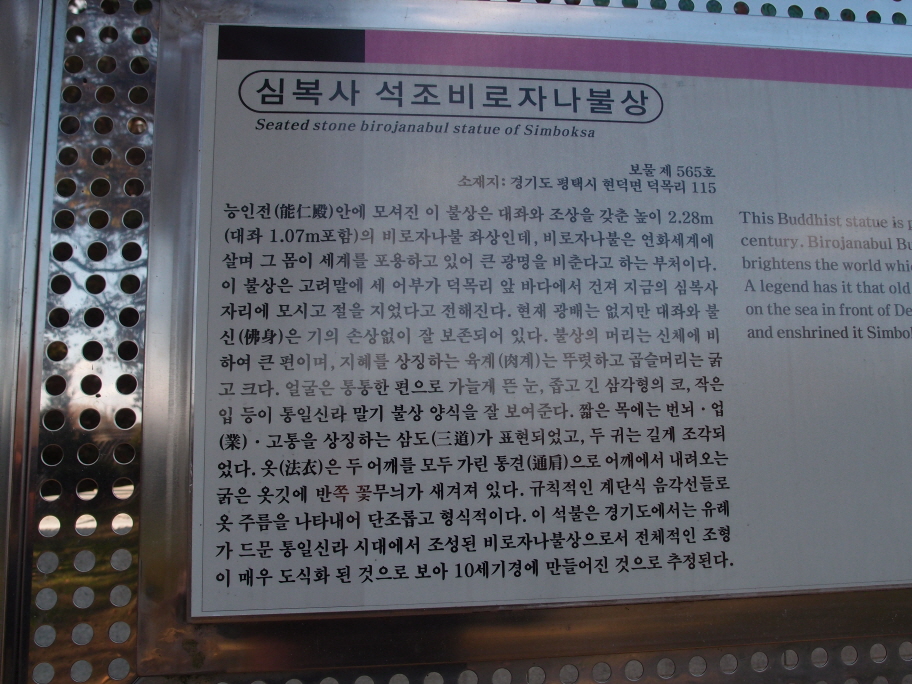 심복사 석조비로자나불상
Seated stone birojanabul statue of Simboksa
보물 제 565호
소재지: 경기도 평택시 현덕면 덕목리 115
능인전(能仁殿)안에 모셔진 이 불상은 대좌와 조상을 갖춘 높이 2.28m
(대좌 1.07m포함)의 비로자나불 좌상인데, 비로자나불은 연화세계에
살며 그 몸이 세계를 포용하고 있어 큰 광명을 비춘다고 하는 부처이다.
이 불상은 고려말에 세 어부가 덕목리 앞 바다에서 건져 지금의 심복사
자리에 모시고 절을 지었다고 전해진다. 현재 광배는 없지만 대좌와 불
신(佛身)은 거의 손상없이 잘 보존되어 있다. 불상의 머리는 신체에 비
하여 큰 편이며, 지혜를 상징하는 육계(肉계)는 뚜렷하고 곱슬머리는 굵
고 크다. 얼굴은 통통한 편으로 가늘게 뜬 눈, 좁고 긴 삼각형의 코, 작은
입 등이 통일신라 말기 불상 양식을 잘 보여준다. 짧은 목에는 번뇌·업
(業)·고통을 상징하는 삼도(三道)가 표현되었고, 두 귀는 길게 조각되
었다. 옷(法衣)은 두 어깨를 모두 가린 통견(通肩)으로 어깨에서 내려오는
굵은 옷깃에 반쪽 꽃무늬가 새겨져 있다. 규칙적인 계단식 음각선들로
옷 주름을 나타내어 단조롭고 형식적이다. 이 석불은 경기도에서는 유례
가 드문 통일신라 시대에서 조성된 비로자나불상으로서 전체적인 조형
이 매우 도식화 된 것으로 보아 10세기경에 만들어진 것으로 추정된다.
This Buddhist statue is
century. Birojanabul
brightens the world
A legend has it that old
on the sea in front of
and enshrined it